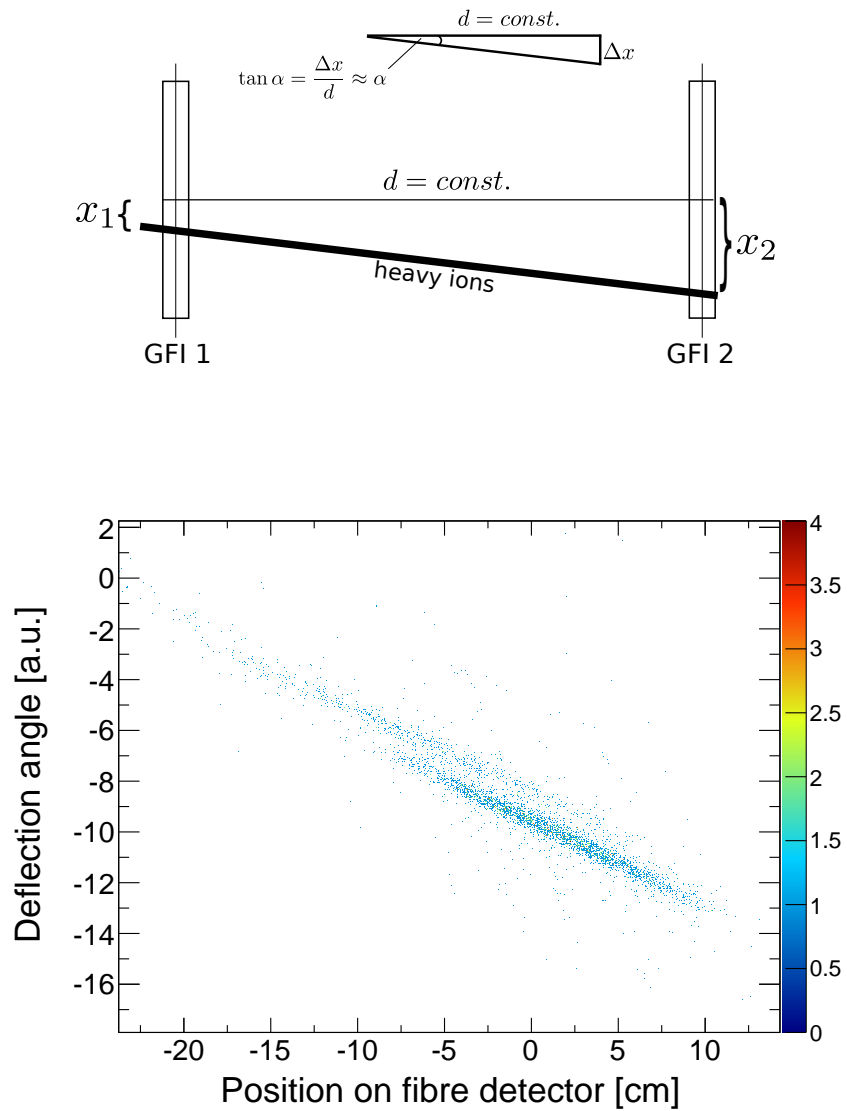 d = const.
Δx
tan α = Δx/d ≈ α
d = const.
x1{
}x2
heavy ions
GFI 1
GFI 2
2
0
-2
-4
-6
-8
-10
-12
-14
-16
Deflection angle [a.u.]
4
3.5
3
2.5
2
1.5
1
0.5
0
-20 -15 -10 -5 0 5 10
Position on fibre detector [cm]